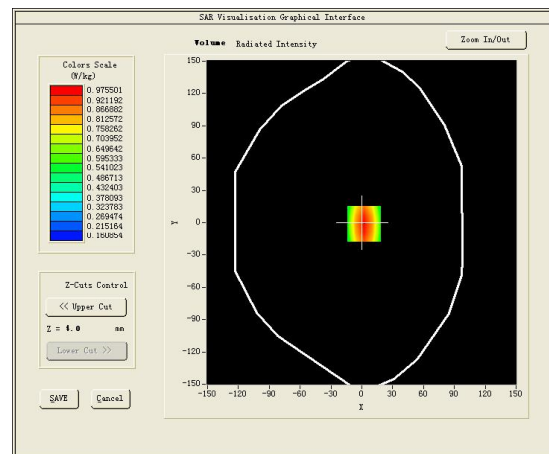 SAR Visualisation Graphical Interface
Volume Radiated Intensity
Zoom In/Out
Colors Scale
(W/kg)
0.975501
0.921192
0.866882
0.812572
0.758262
0.703952
0.649642
0.595333
0.541023
0.486713
0.432403
0.378093
0.323783
0.269474
0.215164
0.160854
Z-Cuts Control
<< Upper Cut
Z = 4.0 mm
Lower Cut >>
SAVE
Cancel
150
120
90
60
30
0
-30
-60
-90
-120
-150
Y
-150 -120 -90 -60 -30 0 30 60 90 120 150
X